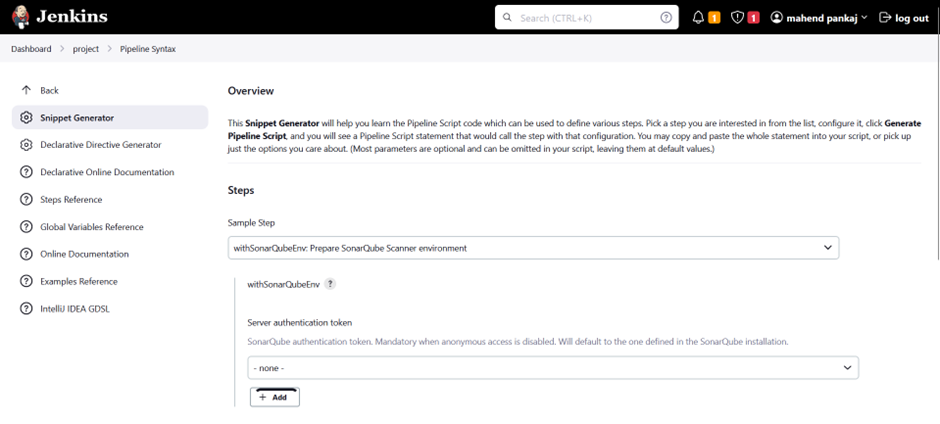 Jenkins
Search (CTRL+K)
?
1
1
mahend pankaj
log out
Dashboard > project > Pipeline Syntax
Back
Snippet Generator
Declarative Directive Generator
? Declarative Online Documentation
? Steps Reference
? Global Variables Reference
? Online Documentation
? Examples Reference
? IntelliJ IDEA GDSL
Overview
This Snippet Generator will help you learn the Pipeline Script code which can be used to define various steps. Pick a step you are interested in from the list, configure it, click Generate
Pipeline Script, and you will see a Pipeline Script statement that would call the step with that configuration. You may copy and paste the whole statement into your script, or pick up
just the options you care about. (Most parameters are optional and can be omitted in your script, leaving them at default values.)
Steps
Sample Step
withSonarQubeEnv: Prepare SonarQube Scanner environment
withSonarQubeEnv ?
Server authentication token
SonarQube authentication token. Mandatory when anonymous access is disabled. Will default to the one defined in the SonarQube installation.
- none -
+ Add